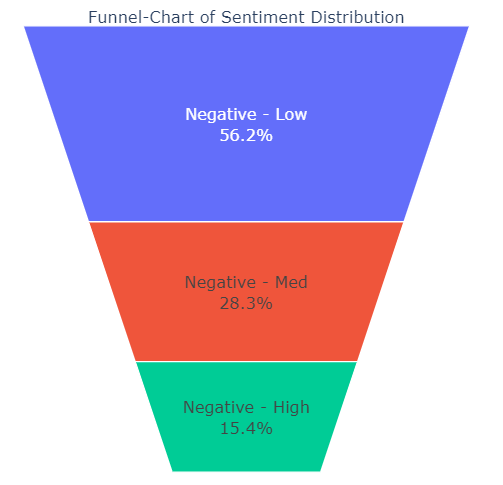 Funnel-Chart of Sentiment Distribution
Negative - Low
56.2%
Negative - Med
28.3%
Negative - High
15.4%